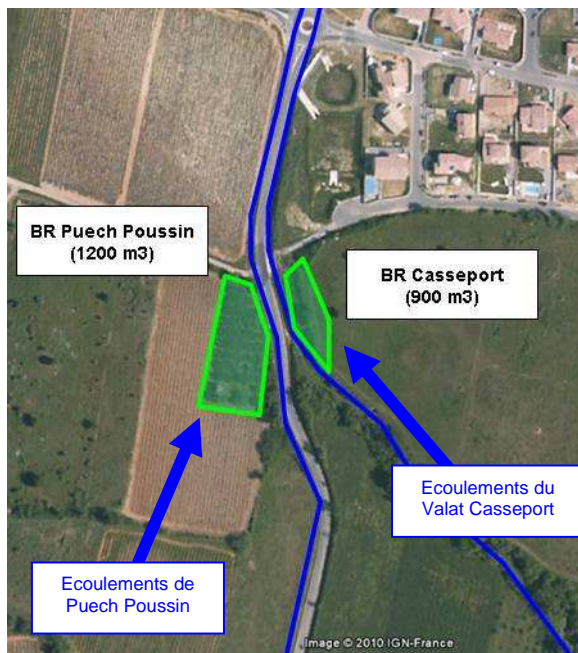 BR Puech Poussin
(1200 m3)
BR Casseport
(900 m3)
Ecoulements du
Valat Casseport
Ecoulements de
Puech Poussin
Image © 2010 IGN-France